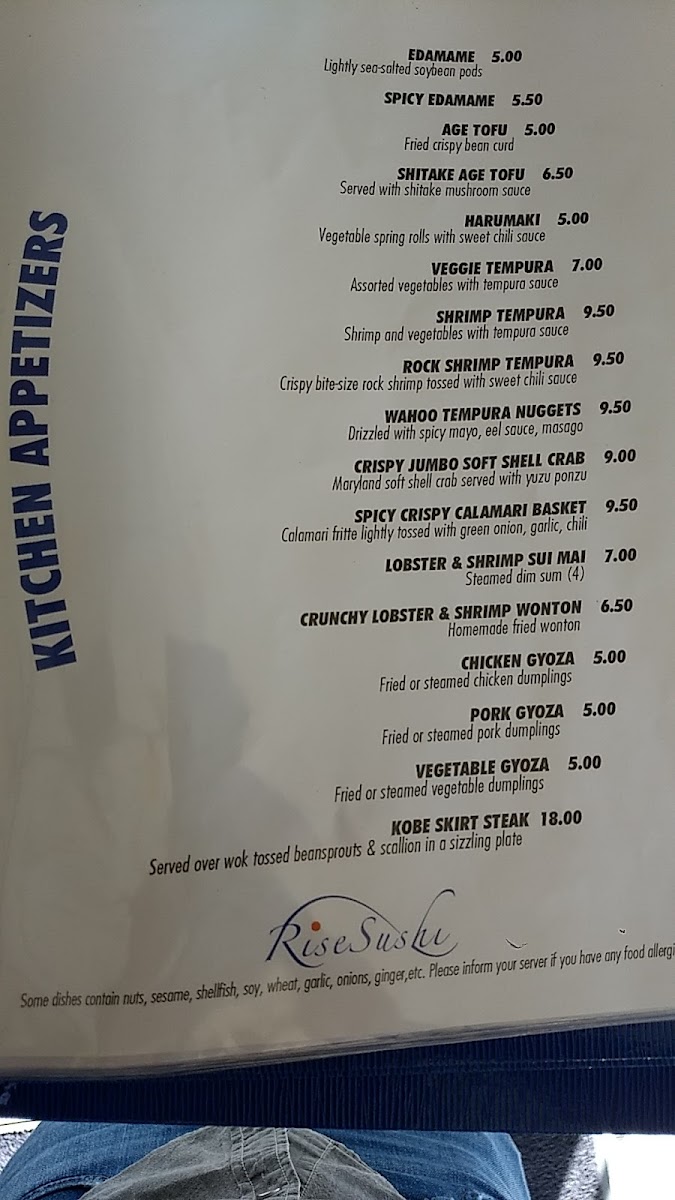 KITCHEN APPETIZERS
EDAMAME 5.00
Lightly sea-salted soybean pods
SPICY EDAMAME 5.50
AGE TOFU 5.00
Fried crispy bean curd
SHITAKE AGE TOFU 6.50
Served with shitake mushroom sauce
HARUMAKI 5.00
Vegetable spring rolls with sweet chili sauce
VEGGIE TEMPURA 7.00
Assorted vegetables with tempura sauce
SHRIMP TEMPURA 9.50
Shrimp and vegetables with tempura sauce
ROCK SHRIMP TEMPURA 9.50
Crispy bite-size rock shrimp tossed with sweet chili sauce
WAHOO TEMPURA NUGGETS 9.50
Drizzled with spicy mayo, eel sauce, masago
CRISPY JUMBO SOFT SHELL CRAB 9.00
Maryland soft shell crab served with yuzu ponzu
SPICY CRISPY CALAMARI BASKET 9.50
Calamari fritte lightly tossed with green onion, garlic, chili
LOBSTER & SHRIMP SUI MAI 7.00
Steamed dim sum (4)
CRUNCHY LOBSTER & SHRIMP WONTON 6.50
Homemade fried wonton
CHICKEN GYOZA 5.00
Fried or steamed chicken dumplings
PORK GYOZA 5.00
Fried or steamed pork dumplings
VEGETABLE GYOZA 5.00
Fried or steamed vegetable dumplings
KOBE SKIRT STEAK 18.00
Served over wok tossed beansprouts & scallion in a sizzling plate
RiseSushi
Some dishes contain nuts, sesame, shellfish, soy, wheat, garlic, onions, ginger,etc. Please inform your server if you have any food allergi